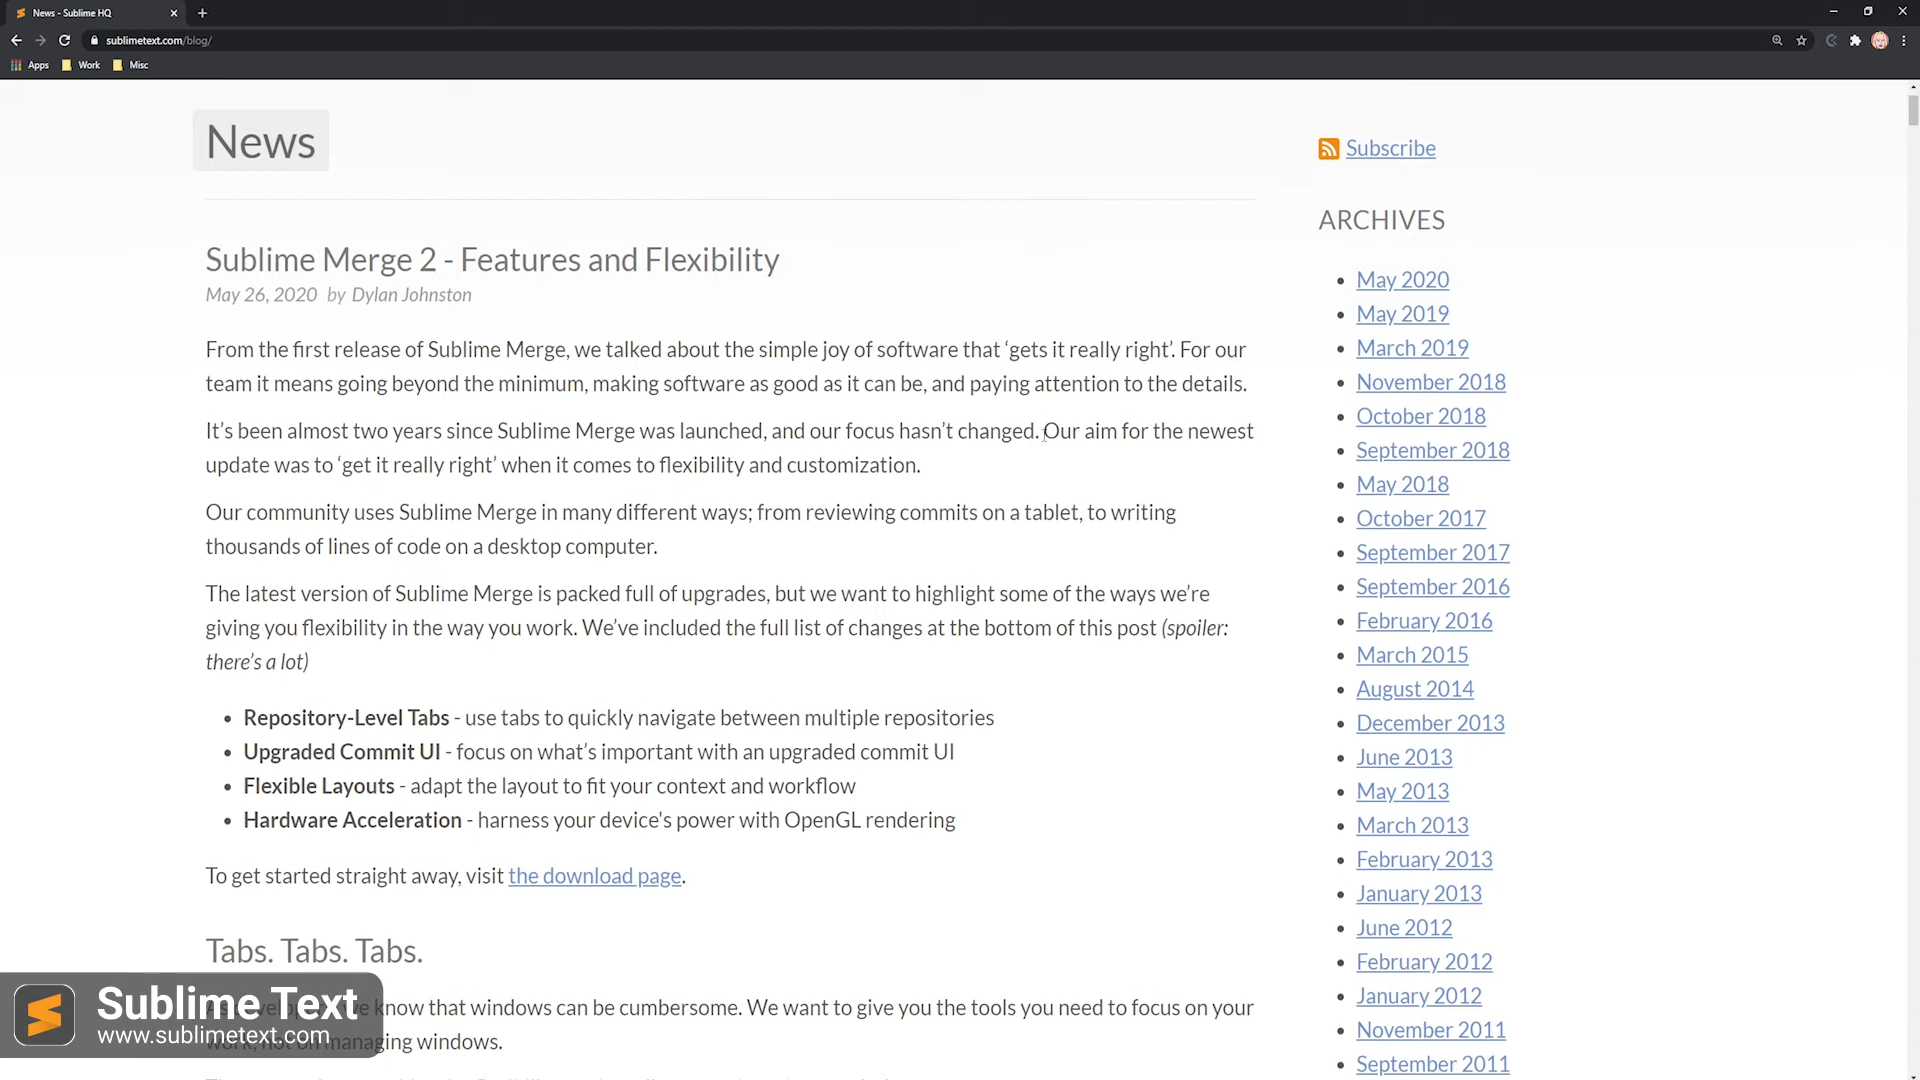 News - Sublime HQ
sublimetext.com/blog/
Apps
Work
Misc
News
Sublime Merge 2 - Features and Flexibility
May 26, 2020 by Dylan Johnston
From the first release of Sublime Merge, we talked about the simple joy of software that ‘gets it really right’. For our
team it means going beyond the minimum, making software as good as it can be, and paying attention to the details.
It’s been almost two years since Sublime Merge was launched, and our focus hasn’t changed. Our aim for the newest
update was to ‘get it really right’ when it comes to flexibility and customization.
Our community uses Sublime Merge in many different ways; from reviewing commits on a tablet, to writing
thousands of lines of code on a desktop computer.
The latest version of Sublime Merge is packed full of upgrades, but we want to highlight some of the ways we’re
giving you flexibility in the way you work. We’ve included the full list of changes at the bottom of this post (spoiler:
there’s a lot)
Repository-Level Tabs - use tabs to quickly navigate between multiple repositories
Upgraded Commit UI - focus on what’s important with an upgraded commit UI
Flexible Layouts - adapt the layout to fit your context and workflow
Hardware Acceleration - harness your device's power with OpenGL rendering
To get started straight away, visit the download page.
Tabs. Tabs. Tabs.
know that windows can be cumbersome. We want to give you the tools you need to focus on your
managing windows.
Subscribe
ARCHIVES
May 2020
May 2019
March 2019
November 2018
October 2018
September 2018
May 2018
October 2017
September 2017
September 2016
February 2016
March 2015
August 2014
December 2013
June 2013
May 2013
March 2013
February 2013
January 2013
June 2012
February 2012
January 2012
November 2011
September 2011
Sublime Text
www.sublimetext.com